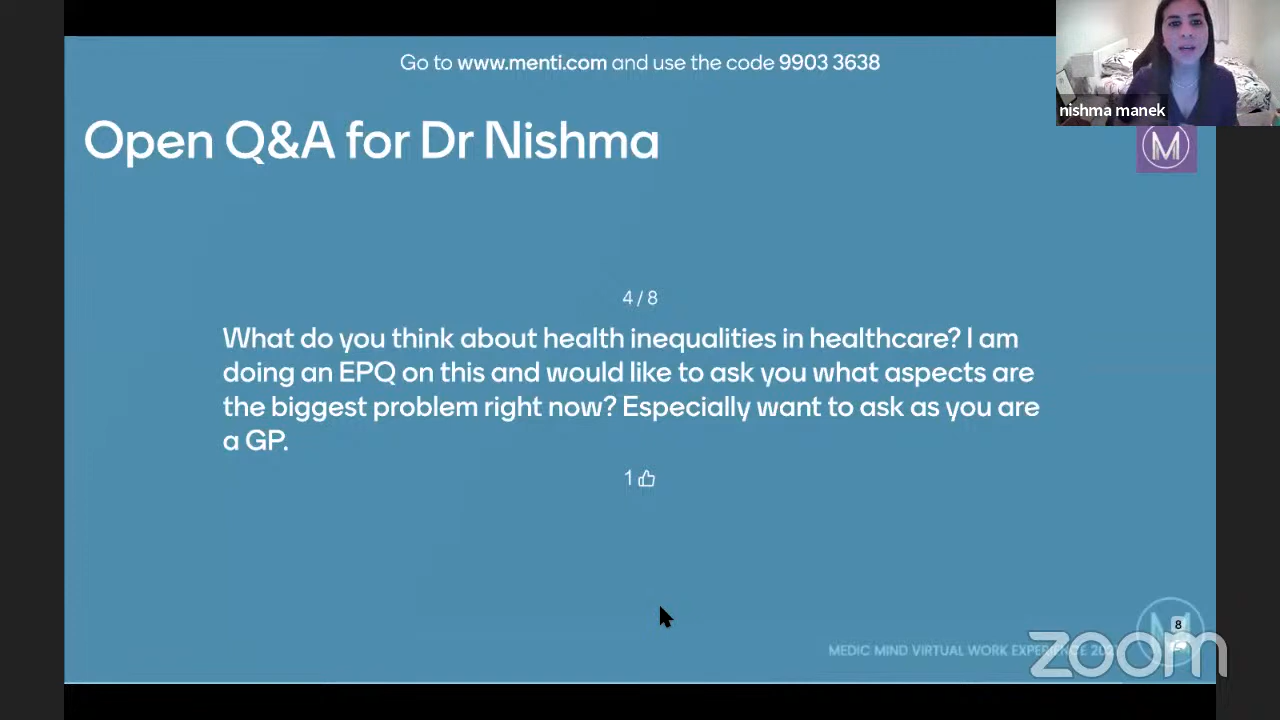 Go to www.menti.com and use the code 9903 3638
nishma manek
Open Q&A for Dr Nishma
M
4 / 8
What do you think about health inequalities in healthcare? I am
doing an EPQ on this and would like to ask you what aspects are
the biggest problem right now? Especially want to ask as you are
a GP.
1
8
MEDIC MIND VIRTUAL WORK EXPERIENCE
zoom